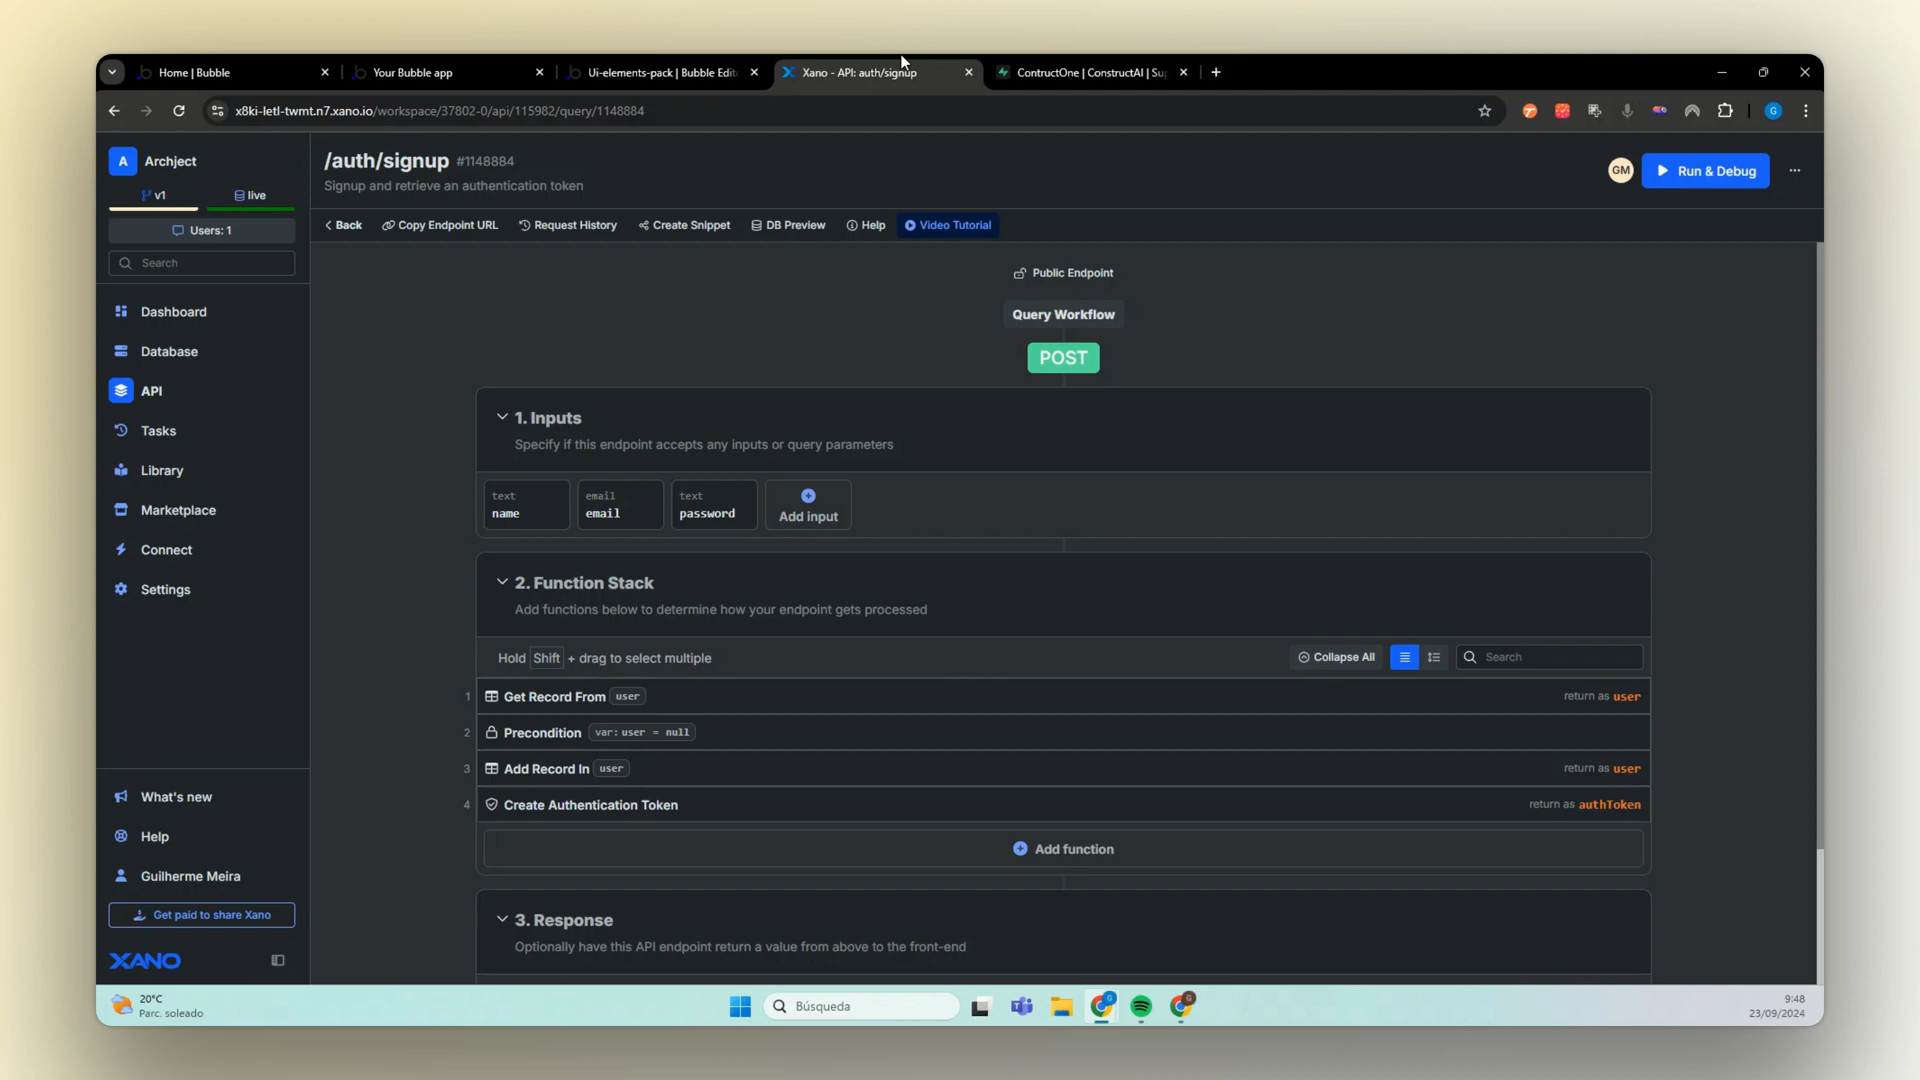 Home | Bubble
Your Bubble app
Ui-elements-pack | Bubble Edit
Xano - API: auth/signup
ContructOne | ConstructAI | Su
x8ki-letl-twmt.n7.xano.io/workspace/37802-0/api/115982/query/1148884
G
A
Archject
v1
live
Users: 1
Search
Dashboard
Database
API
Tasks
Library
Marketplace
Connect
Settings
What's new
Help
Guilherme Meira
Get paid to share Xano
XANO
/auth/signup #1148884
Signup and retrieve an authentication token
GM
Run & Debug
Back
Copy Endpoint URL
Request History
Create Snippet
DB Preview
Help
Video Tutorial
Public Endpoint
Query Workflow
POST
1. Inputs
Specify if this endpoint accepts any inputs or query parameters
text
name
email
email
text
password
Add input
2. Function Stack
Add functions below to determine how your endpoint gets processed
Hold Shift + drag to select multiple
Collapse All
Search
1 Get Record From user return as user
2 Precondition var: user = null
3 Add Record In user return as user
4 Create Authentication Token return as authToken
Add function
3. Response
Optionally have this API endpoint return a value from above to the front-end
20°C
Parc. soleado
Búsqueda
9:48
23/09/2024